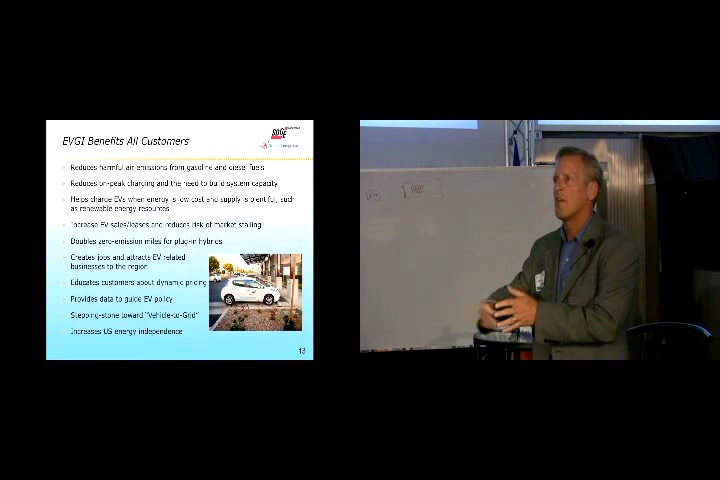 EVGI Benefits All Customers
SDGE
Reduces harmful air emissions from gasoline and diesel fuels
Reduces on-peak charging and the need to build system capacity
Helps charge EVs when energy is low cost and supply is plentiful, such
as renewable energy resources
Increase EV sales/leases and reduces risk of market stalling
Doubles zero-emission miles for plug-in hybrids
Creates jobs and attracts EV related
businesses to the region
Educates customers about dynamic pricing
Provides data to guide EV policy
Stepping-stone toward "Vehicle-to-Grid"
Increases US energy independence
13